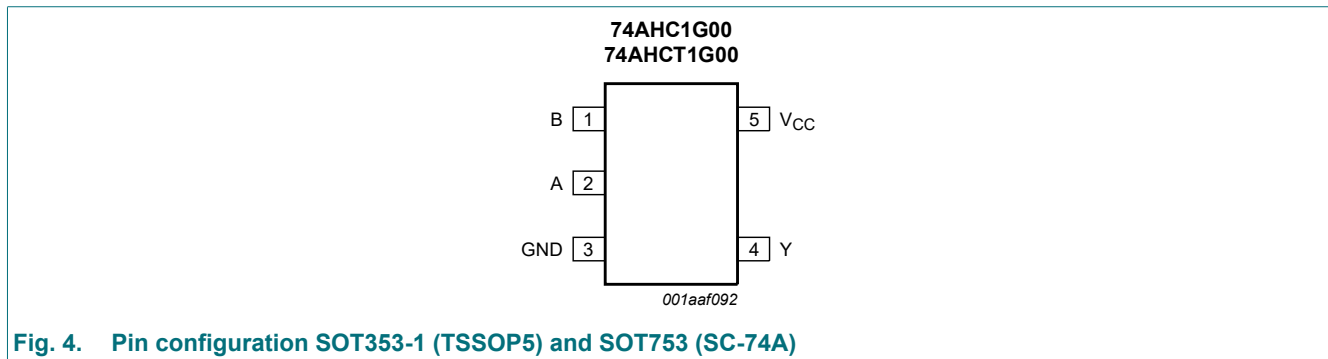 74AHC1G00
74AHCT1G00
B 1
5 VCC
A 2
GND 3
4 Y
001aaf092
Fig. 4. Pin configuration SOT353-1 (TSSOP5) and SOT753 (SC-74A)